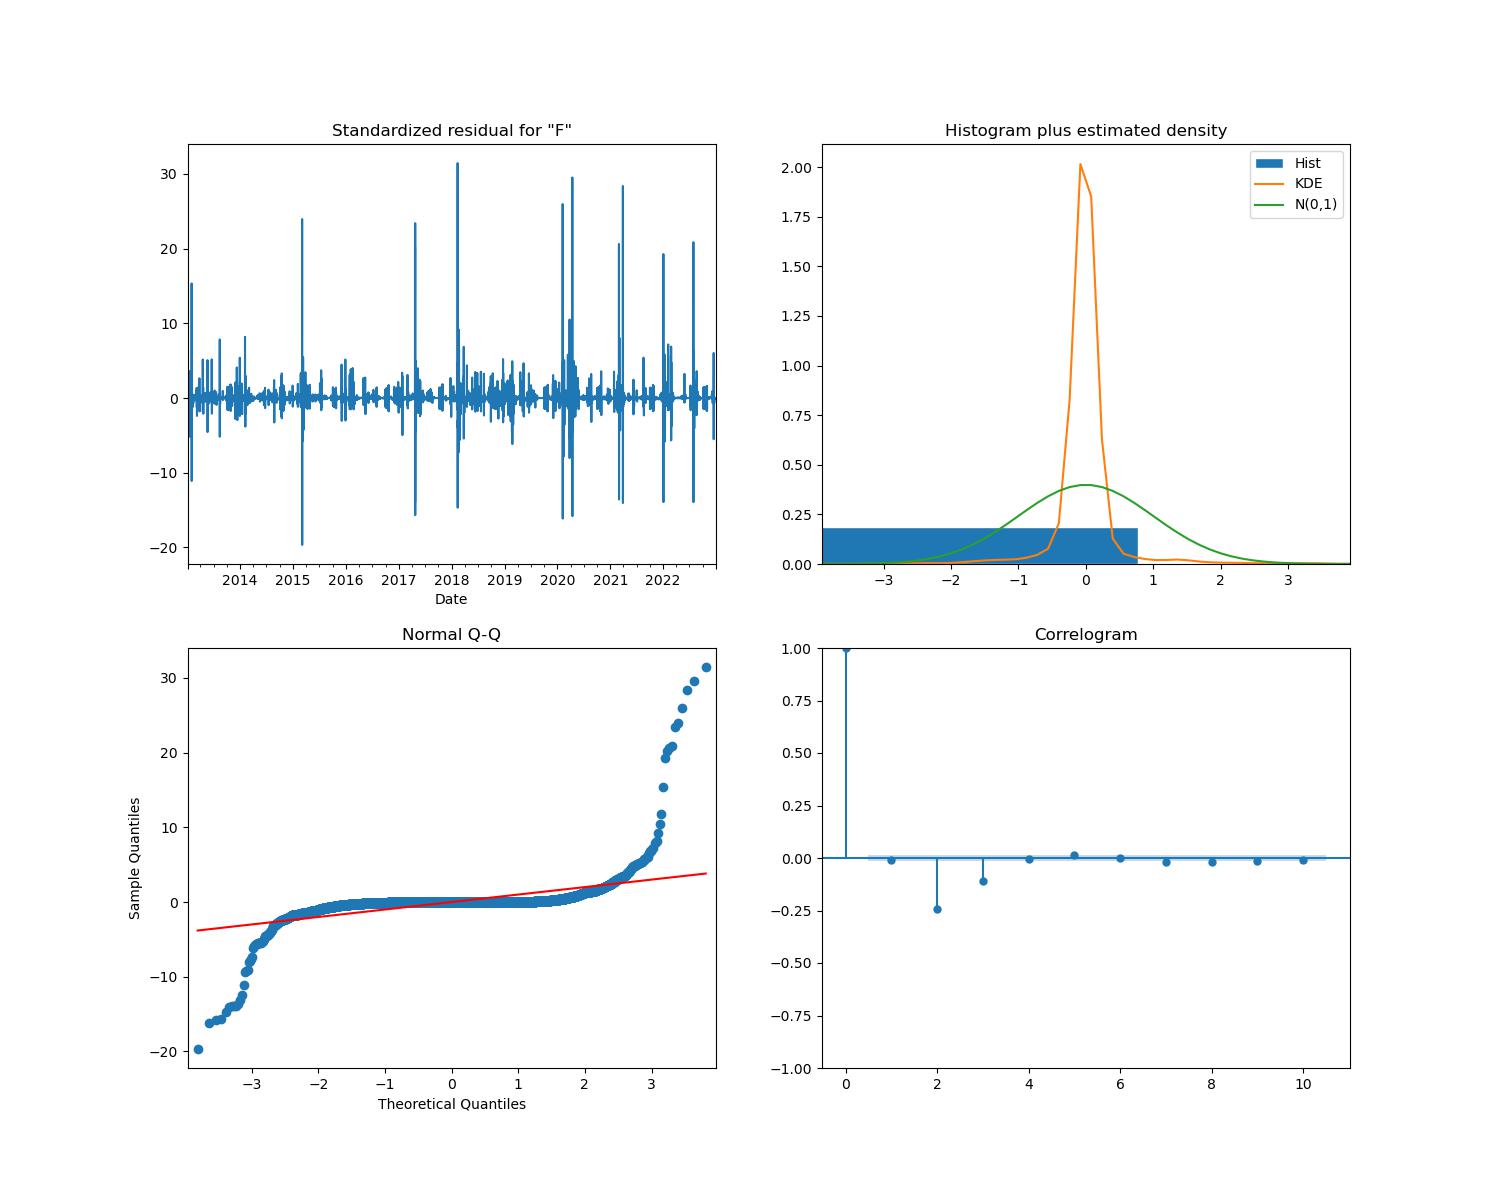 Standardized residual for "F"
30
20
10
0
−10
−20
2014 2015 2016 2017 2018 2019 2020 2021 2022
Date
Histogram plus estimated density
Hist
KDE
N(0,1)
2.00
1.75
1.50
1.25
1.00
0.75
0.50
0.25
0.00
−3 −2 −1 0 1 2 3
Normal Q-Q
Sample Quantiles
30
20
10
0
−10
−20
−3 −2 −1 0 1 2 3
Theoretical Quantiles
Correlogram
1.00
0.75
0.50
0.25
0.00
−0.25
−0.50
−0.75
−1.00
0 2 4 6 8 10